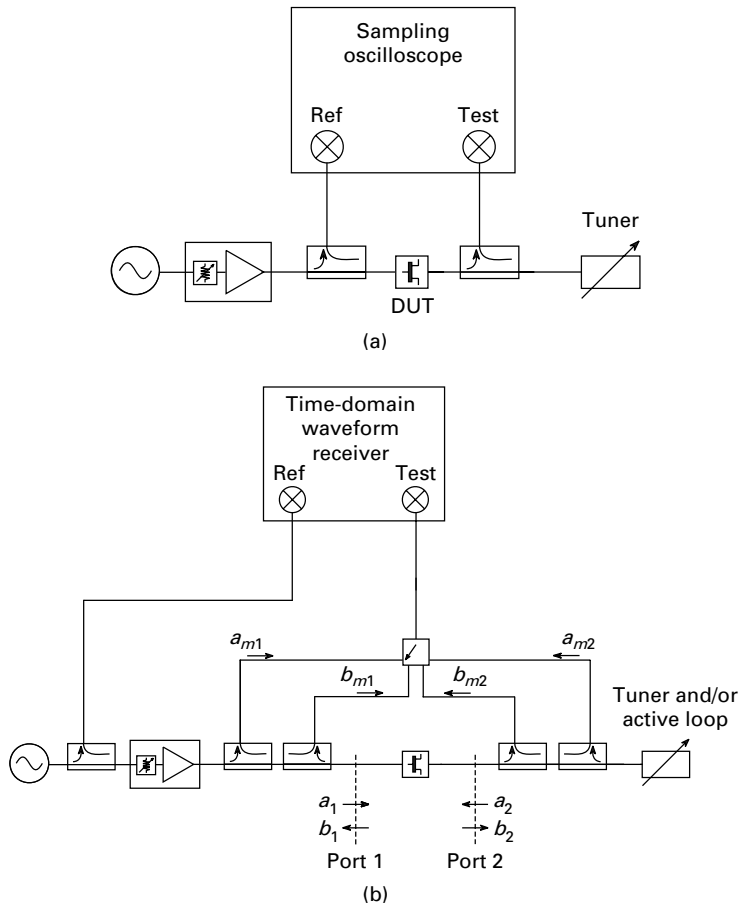 Sampling
oscilloscope
Ref
Test
Tuner
DUT
(a)
Time-domain
waveform
receiver
Ref
Test
a_m1
a_m2
b_m1
b_m2
Tuner and/or
active loop
a_1
a_2
b_1
b_2
Port 1
Port 2
(b)